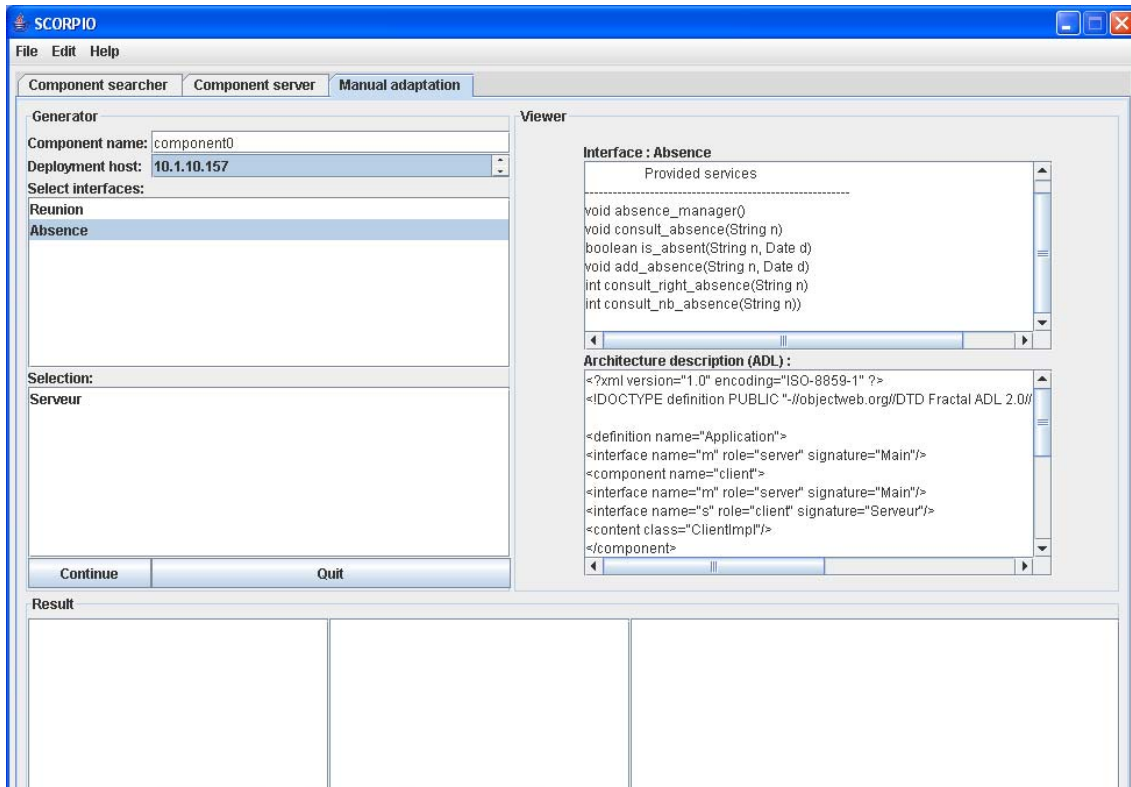 SCORPIO
File Edit Help
Component searcher Component server Manual adaptation
Generator
Component name: component0
Deployment host: 10.1.10.157
Select interfaces:
Reunion
Absence
Selection:
Serveur
Continue Quit
Viewer
Interface : Absence
Provided services
--------------------------------------------------------
void absence_manager()
void consult_absence(String n)
boolean is_absent(String n, Date d)
void add_absence(String n, Date d)
int consult_right_absence(String n)
int consult_nb_absence(String n))
Architecture description (ADL) :
<?xml version="1.0" encoding="ISO-8859-1" ?>
<!DOCTYPE definition PUBLIC "-//objectweb.org//DTD Fractal ADL 2.0//
<definition name="Application">
<interface name="m" role="server" signature="Main"/>
<component name="client">
<interface name="m" role="server" signature="Main"/>
<interface name="s" role="client" signature="Serveur"/>
<content class="ClientImpl"/>
</component>
Result